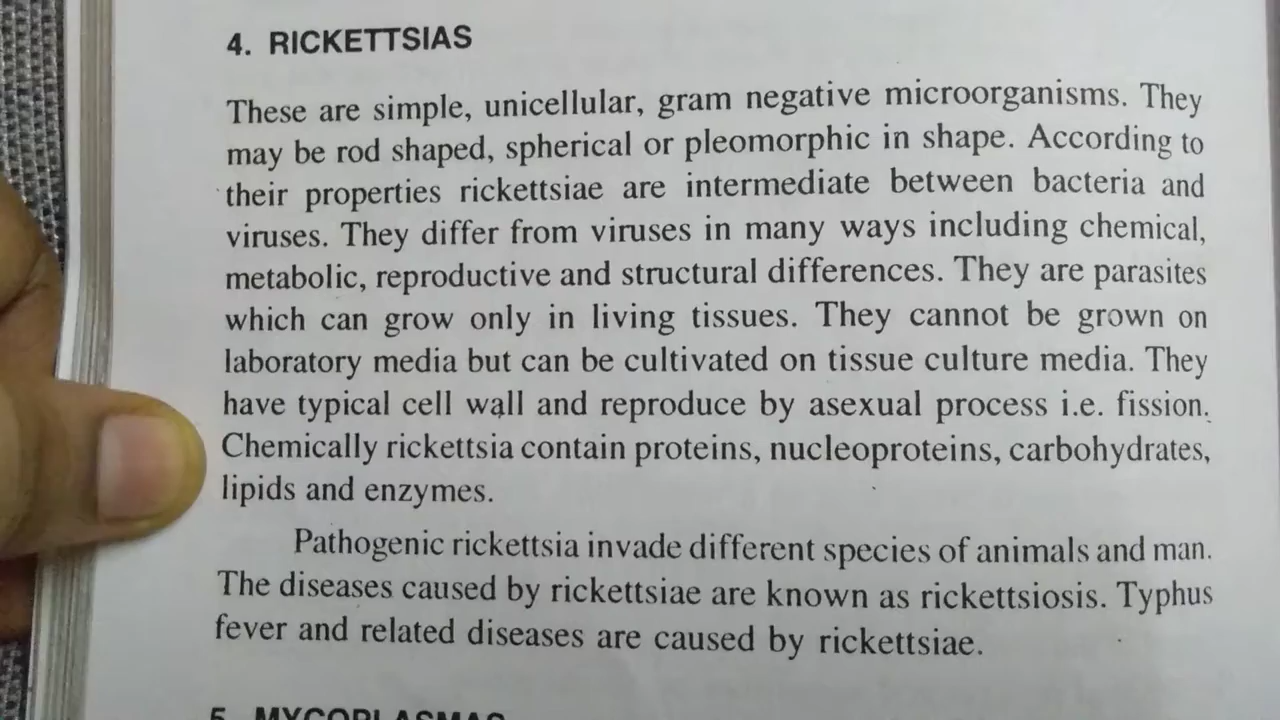 4. RICKETTSIAS
These are simple, unicellular, gram negative microorganisms. They
may be rod shaped, spherical or pleomorphic in shape. According to
their properties rickettsiae are intermediate between bacteria and
viruses. They differ from viruses in many ways including chemical,
metabolic, reproductive and structural differences. They are parasites
which can grow only in living tissues. They cannot be grown on
laboratory media but can be cultivated on tissue culture media. They
have typical cell wall and reproduce by asexual process i.e. fission.
Chemically rickettsia contain proteins, nucleoproteins, carbohydrates,
lipids and enzymes.
Pathogenic rickettsia invade different species of animals and man.
The diseases caused by rickettsiae are known as rickettsiosis. Typhus
fever and related diseases are caused by rickettsiae.
5. MYCOPLASMAS